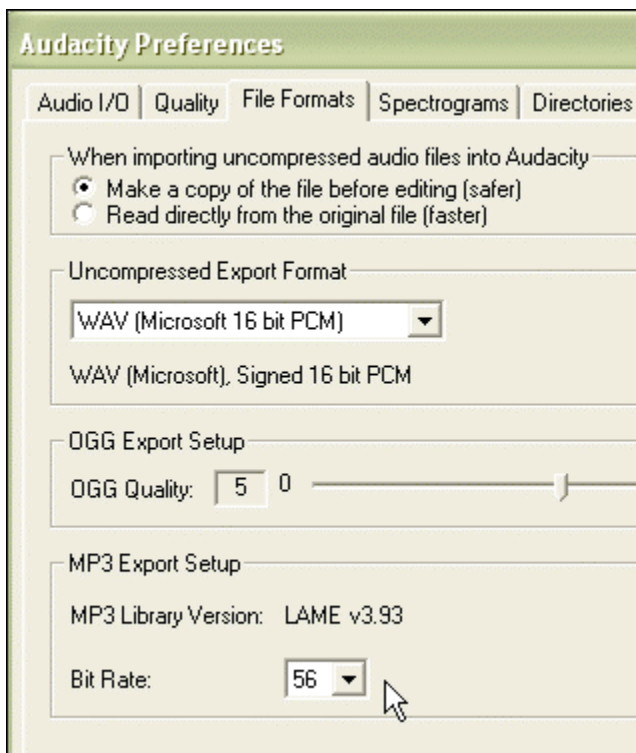 Audacity Preferences
Audio I/O Quality File Formats Spectrograms Directories
When importing uncompressed audio files into Audacity
Make a copy of the file before editing (safer)
Read directly from the original file (faster)
Uncompressed Export Format
WAV (Microsoft 16 bit PCM)
WAV (Microsoft), Signed 16 bit PCM
OGG Export Setup
OGG Quality: 5 0
MP3 Export Setup
MP3 Library Version: LAME v3.93
Bit Rate: 56